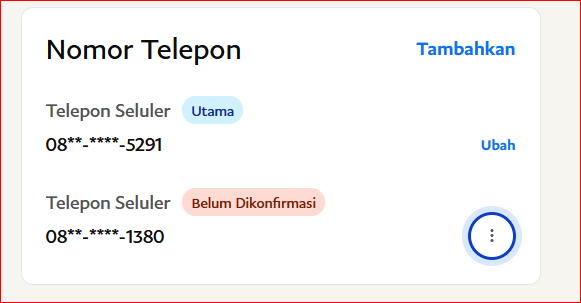 Nomor Telepon Tambahkan
Telepon Seluler Utama
08**-****-5291 Ubah
Telepon Seluler Belum Dikonfirmasi
08**-****-1380